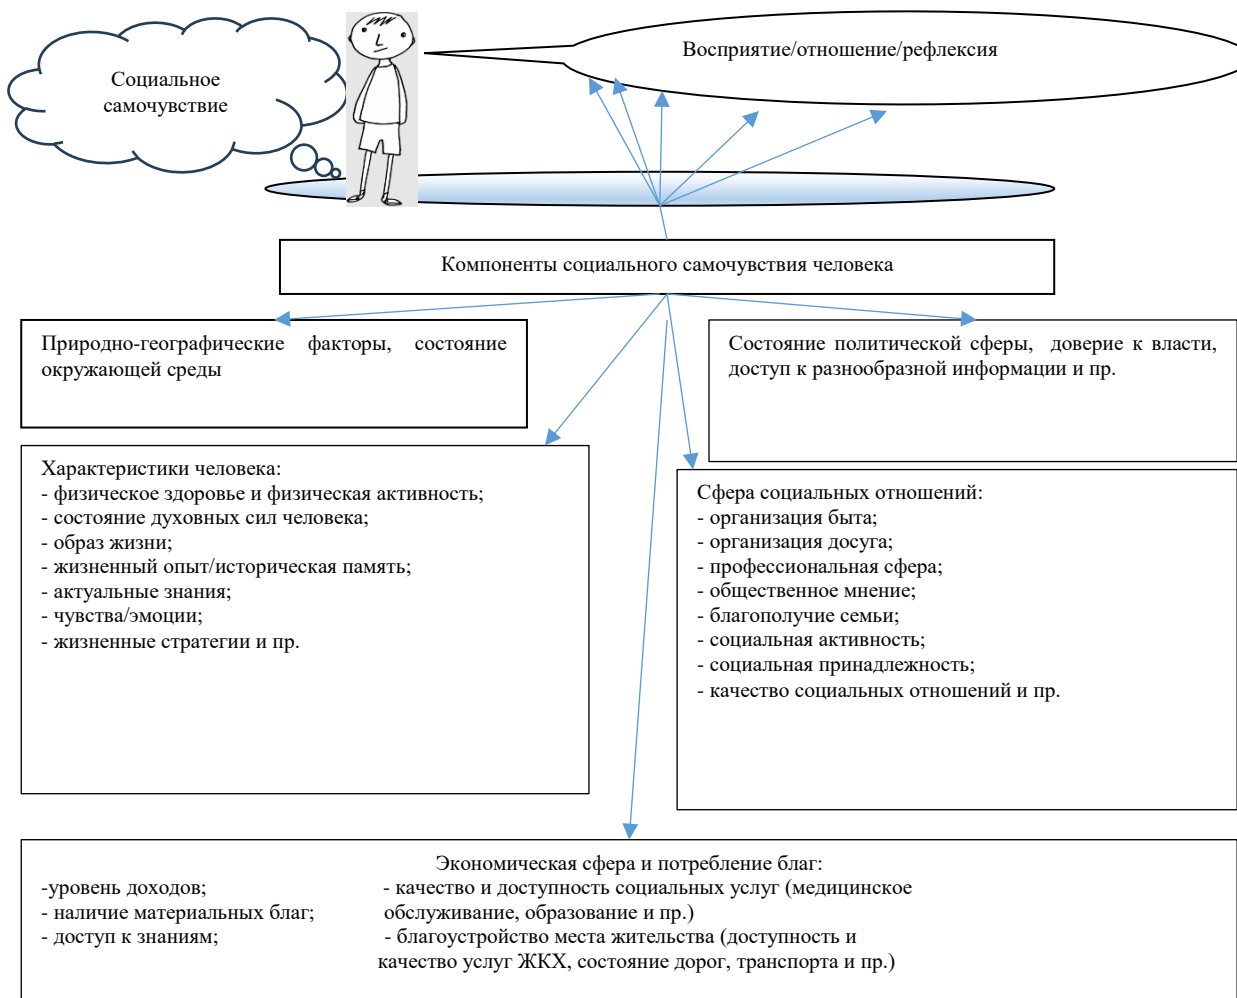 Социальное
самочувствие
Восприятие/отношение/рефлексия
Компоненты социального самочувствия человека
Природно-географические факторы, состояние
окружающей среды
Состояние политической сферы, доверие к власти,
доступ к разнообразной информации и пр.
Характеристики человека:
- физическое здоровье и физическая активность;
- состояние духовных сил человека;
- образ жизни;
- жизненный опыт/историческая память;
- актуальные знания;
- чувства/эмоции;
- жизненные стратегии и пр.
Сфера социальных отношений:
- организация быта;
- организация досуга;
- профессиональная сфера;
- общественное мнение;
- благополучие семьи;
- социальная активность;
- социальная принадлежность;
- качество социальных отношений и пр.
Экономическая сфера и потребление благ:
-уровень доходов;
- наличие материальных благ;
- доступ к знаниям;
- качество и доступность социальных услуг (медицинское
обслуживание, образование и пр.)
- благоустройство места жительства (доступность и
качество услуг ЖКХ, состояние дорог, транспорта и пр.)